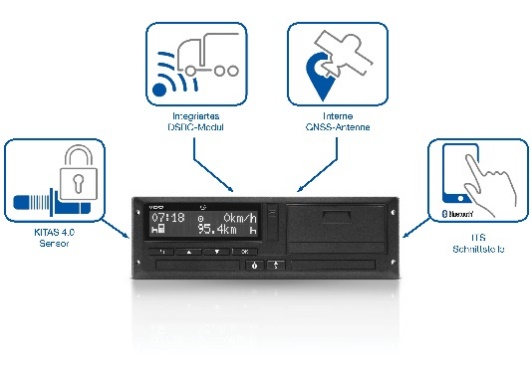 Integriertes
DSRC-Modul
Interne
GNSS-Antenne
KITAS 4.0
Sensor
Bluetooth
ITS
Schnittstelle
VDO
07:18 0km/h
95.4km h
OK